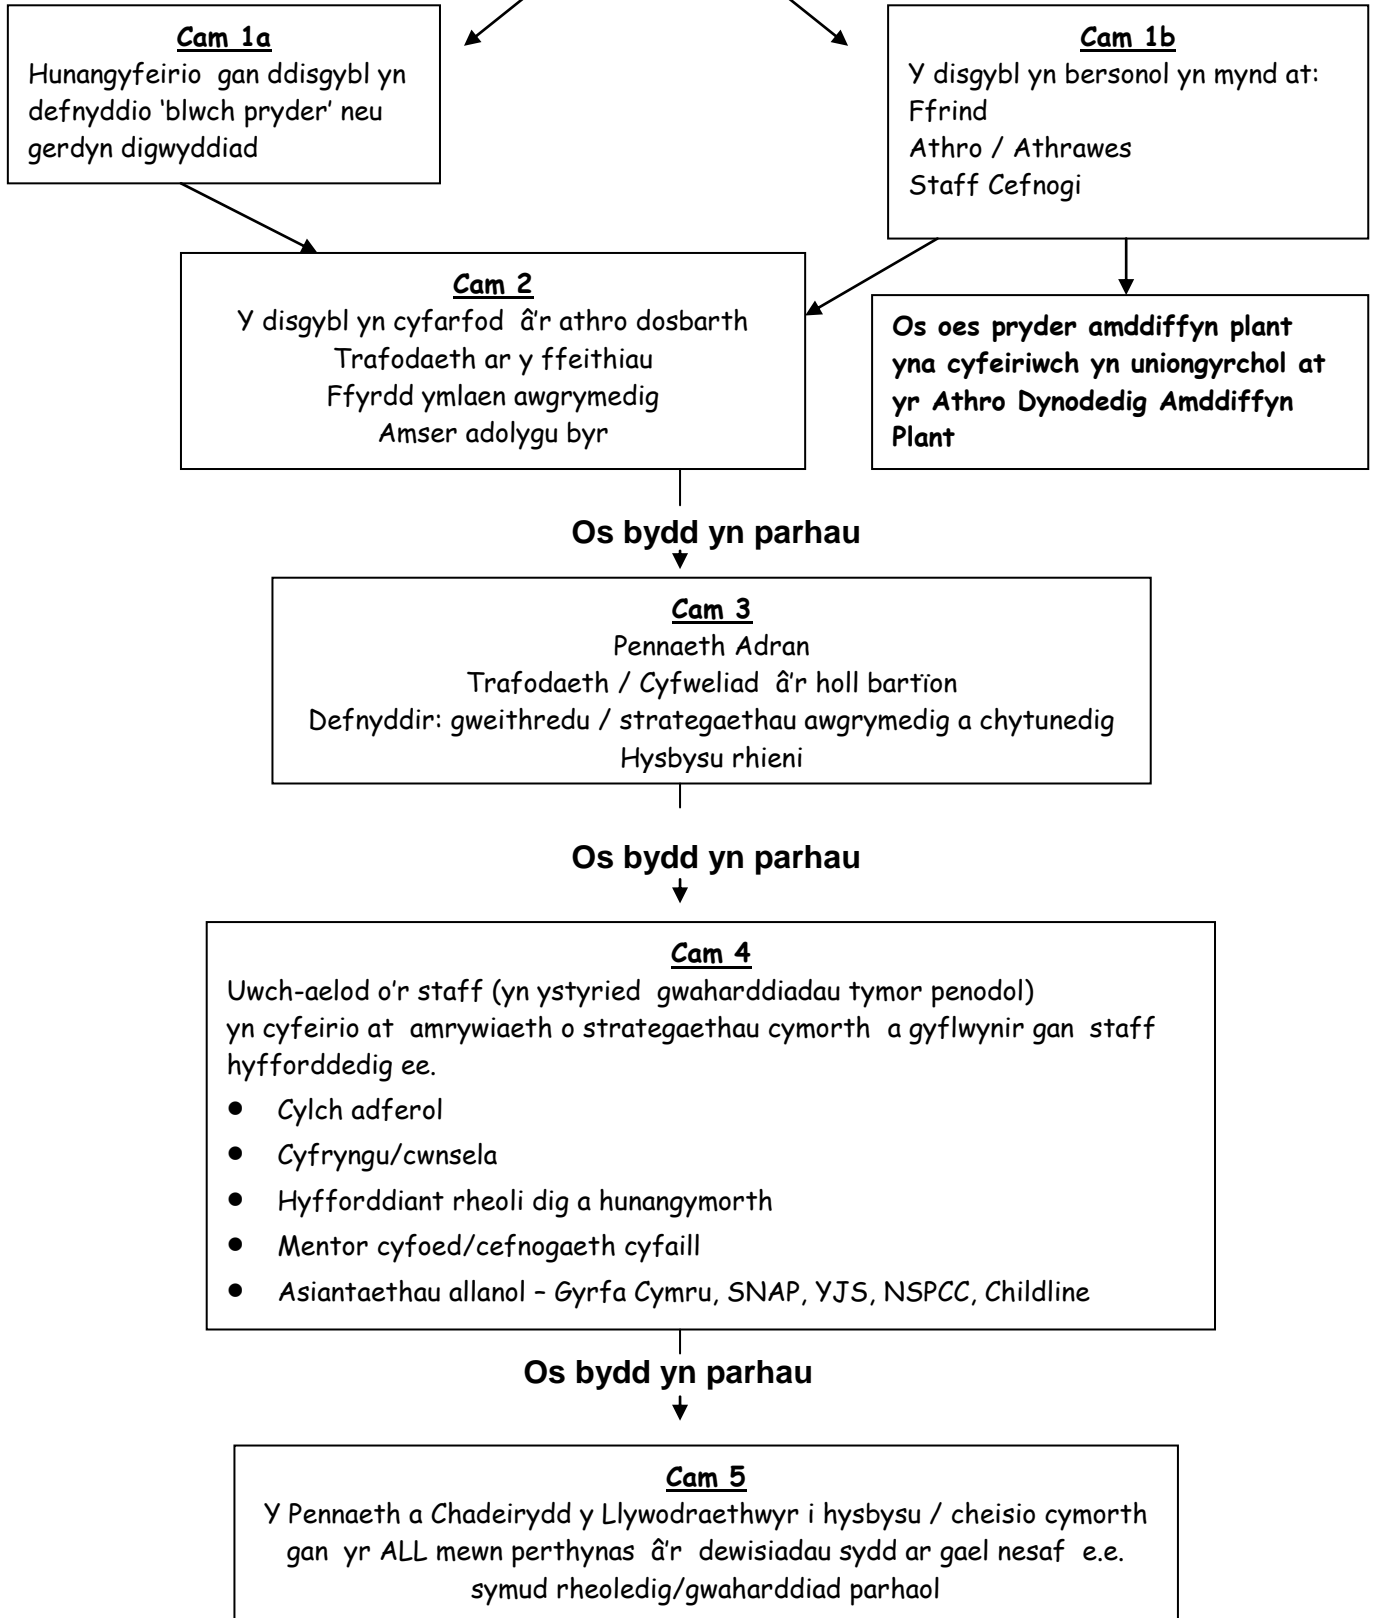 Cam 1a
Hunangyfeirio gan ddisgybl yn
defnyddio ‘blwch pryder’ neu
gerdyn digwyddiad
Cam 1b
Y disgybl yn bersonol yn mynd at:
Ffrind
Athro / Athrawes
Staff Cefnogi
Cam 2
Y disgybl yn cyfarfod â’r athro dosbarth
Trafodaeth ar y ffeithiau
Ffyrdd ymlaen awgrymedig
Amser adolygu byr
Os oes pryder amddiffyn plant
yna cyfeiriwch yn uniongyrchol at
yr Athro Dynodedig Amddiffyn
Plant
Os bydd yn parhau
Cam 3
Pennaeth Adran
Trafodaeth / Cyfweliad â’r holl bartïon
Defnyddir: gweithredu / strategaethau awgrymedig a chytunedig
Hysbysu rhieni
Os bydd yn parhau
Cam 4
Uwch-aelod o’r staff (yn ystyried gwaharddiadau tymor penodol)
yn cyfeirio at amrywiaeth o strategaethau cymorth a gyflwynir gan staff
hyfforddedig ee.
• Cylch adferol
• Cyfryngu/cwnsela
• Hyfforddiant rheoli dig a hunangymorth
• Mentor cyfoed/cefnogaeth cyfaill
• Asiantaethau allanol – Gyrfa Cymru, SNAP, YJS, NSPCC, Childline
Os bydd yn parhau
Cam 5
Y Pennaeth a Chadeirydd y Llywodraethwyr i hysbysu / cheisio cymorth
gan yr ALL mewn perthynas â’r dewisiadau sydd ar gael nesaf e.e.
symud rheoledig/gwaharddiad parhaol